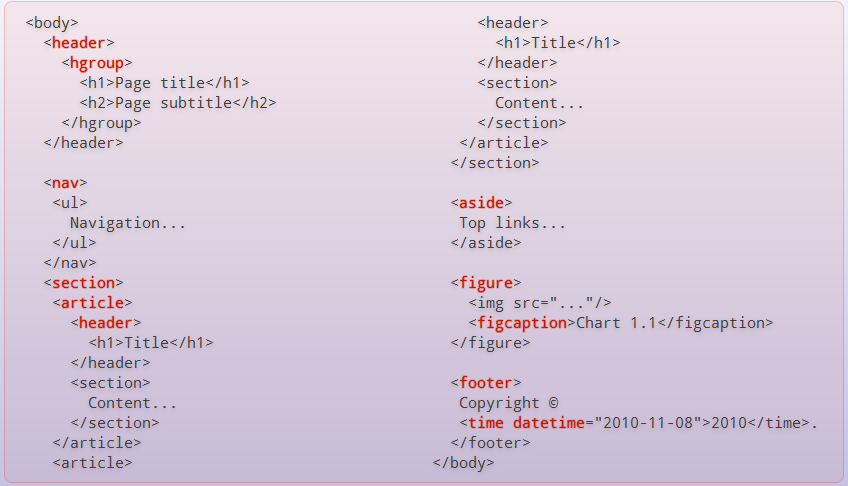 <body>
<header>
<hgroup>
<h1>Page title</h1>
<h2>Page subtitle</h2>
</hgroup>
</header>
<nav>
<ul>
Navigation...
</ul>
</nav>
<section>
<article>
<header>
<h1>Title</h1>
</header>
<section>
Content...
</section>
</article>
<article>
<header>
<h1>Title</h1>
</header>
<section>
Content...
</section>
</article>
</section>
<aside>
Top links...
</aside>
<figure>
<img src="..."/>
<figcaption>Chart 1.1</figcaption>
</figure>
<footer>
Copyright ©
<time datetime="2010-11-08">2010</time>.
</footer>
</body>